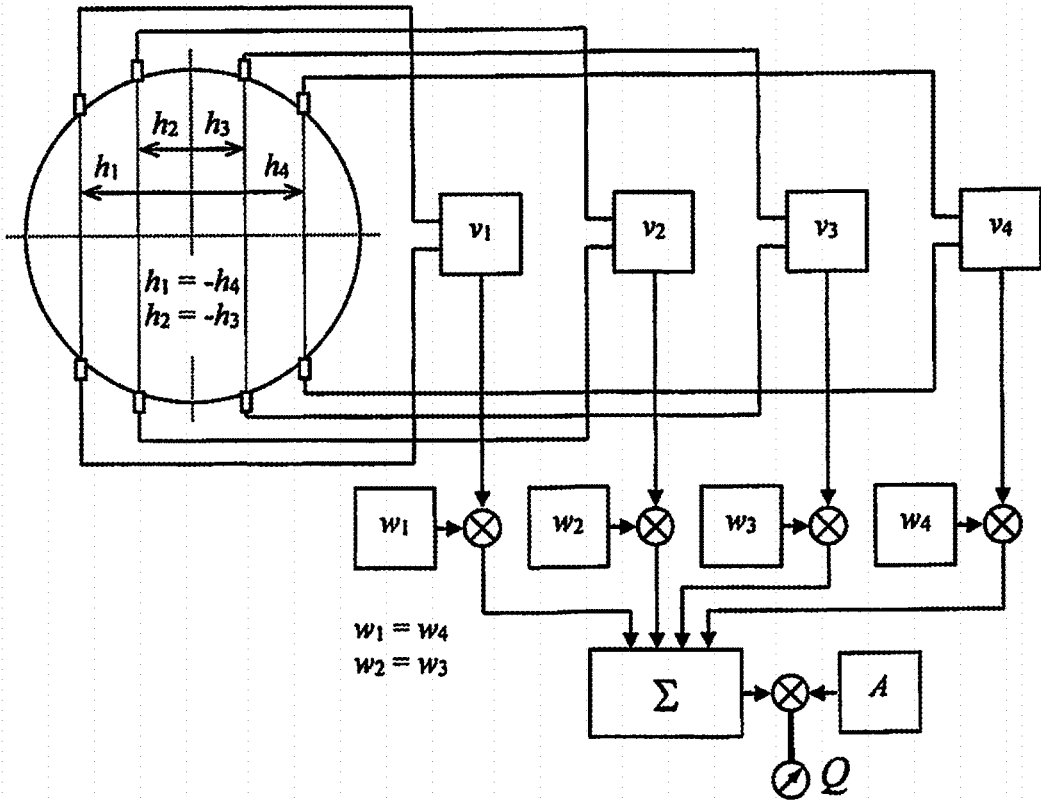 h2 h3
h1 h4
h1 = -h4
h2 = -h3
v1 v2 v3 v4
w1 w2 w3 w4
w1 = w4
w2 = w3
Σ A
Q